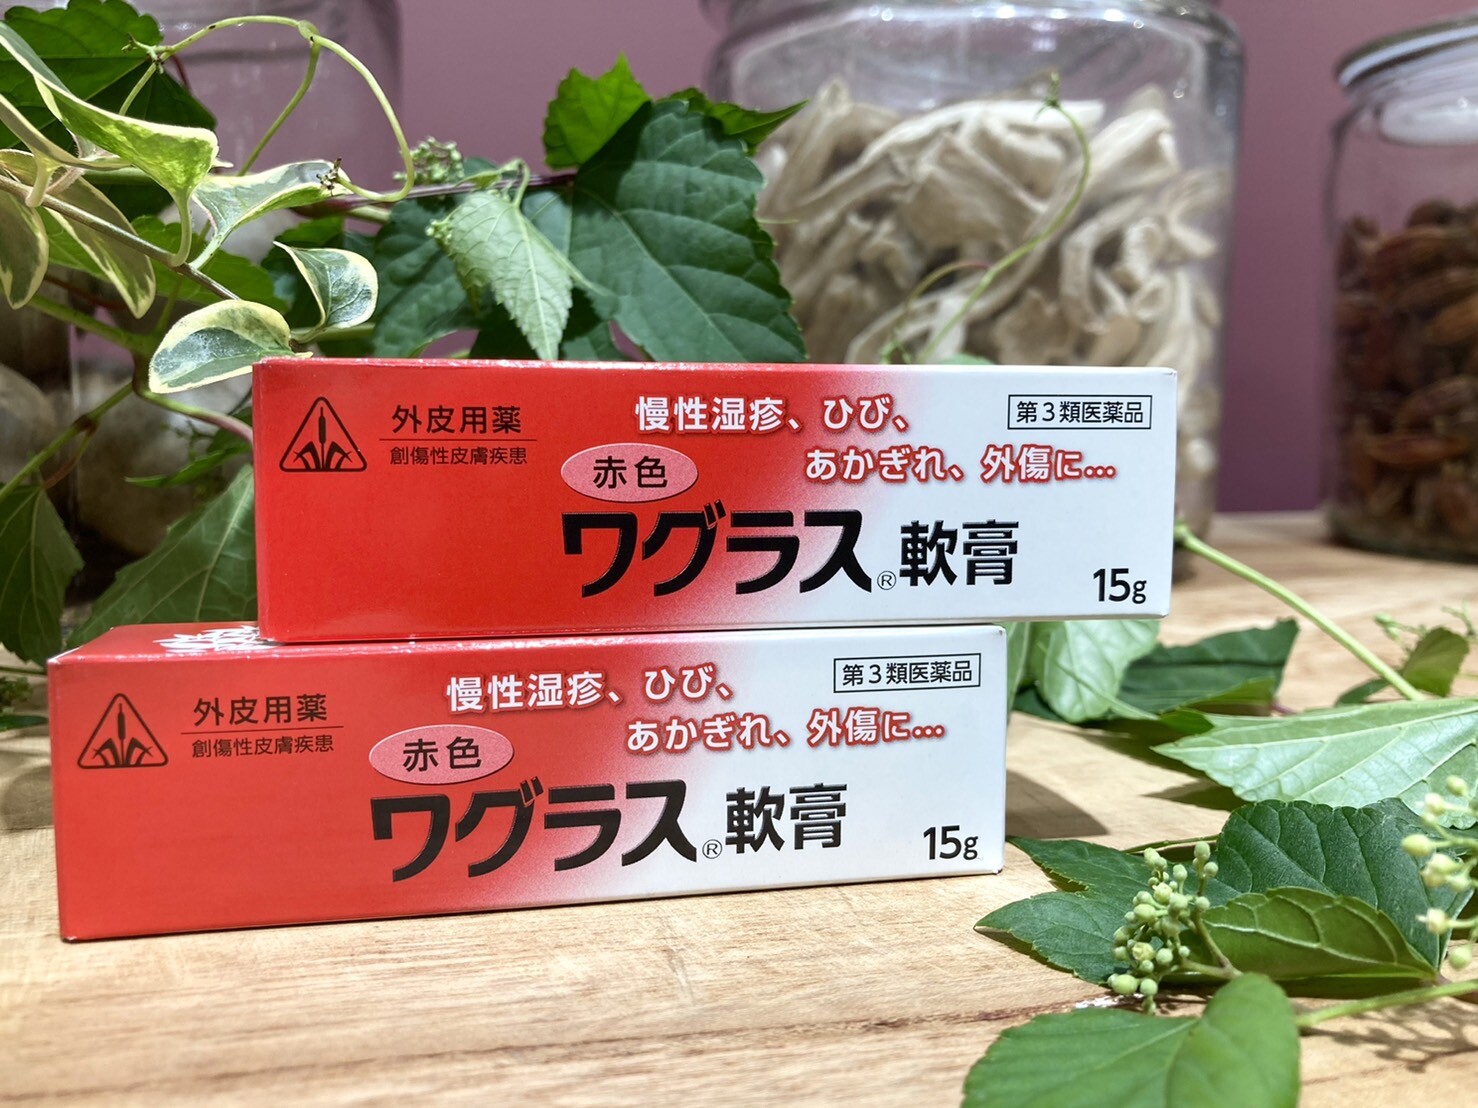 外皮用薬
創傷性皮膚疾患
慢性湿疹、ひび、
あかぎれ、外傷に…
第3類医薬品
赤色
ワグラス®軟膏
15g
外皮用薬
創傷性皮膚疾患
慢性湿疹、ひび、
あかぎれ、外傷に…
第3類医薬品
赤色
ワグラス®軟膏
15g